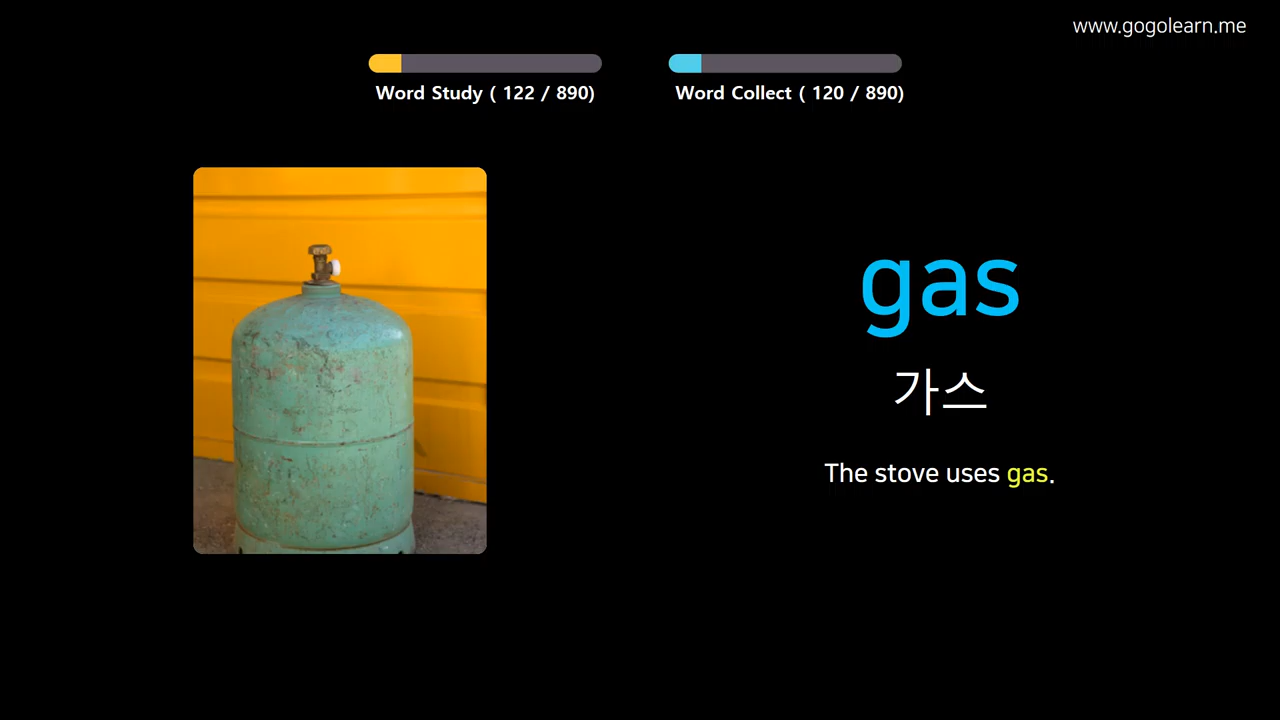 www.gogolearn.me
Word Study ( 122 / 890)
Word Collect ( 120 / 890)
gas
가스
The stove uses gas.